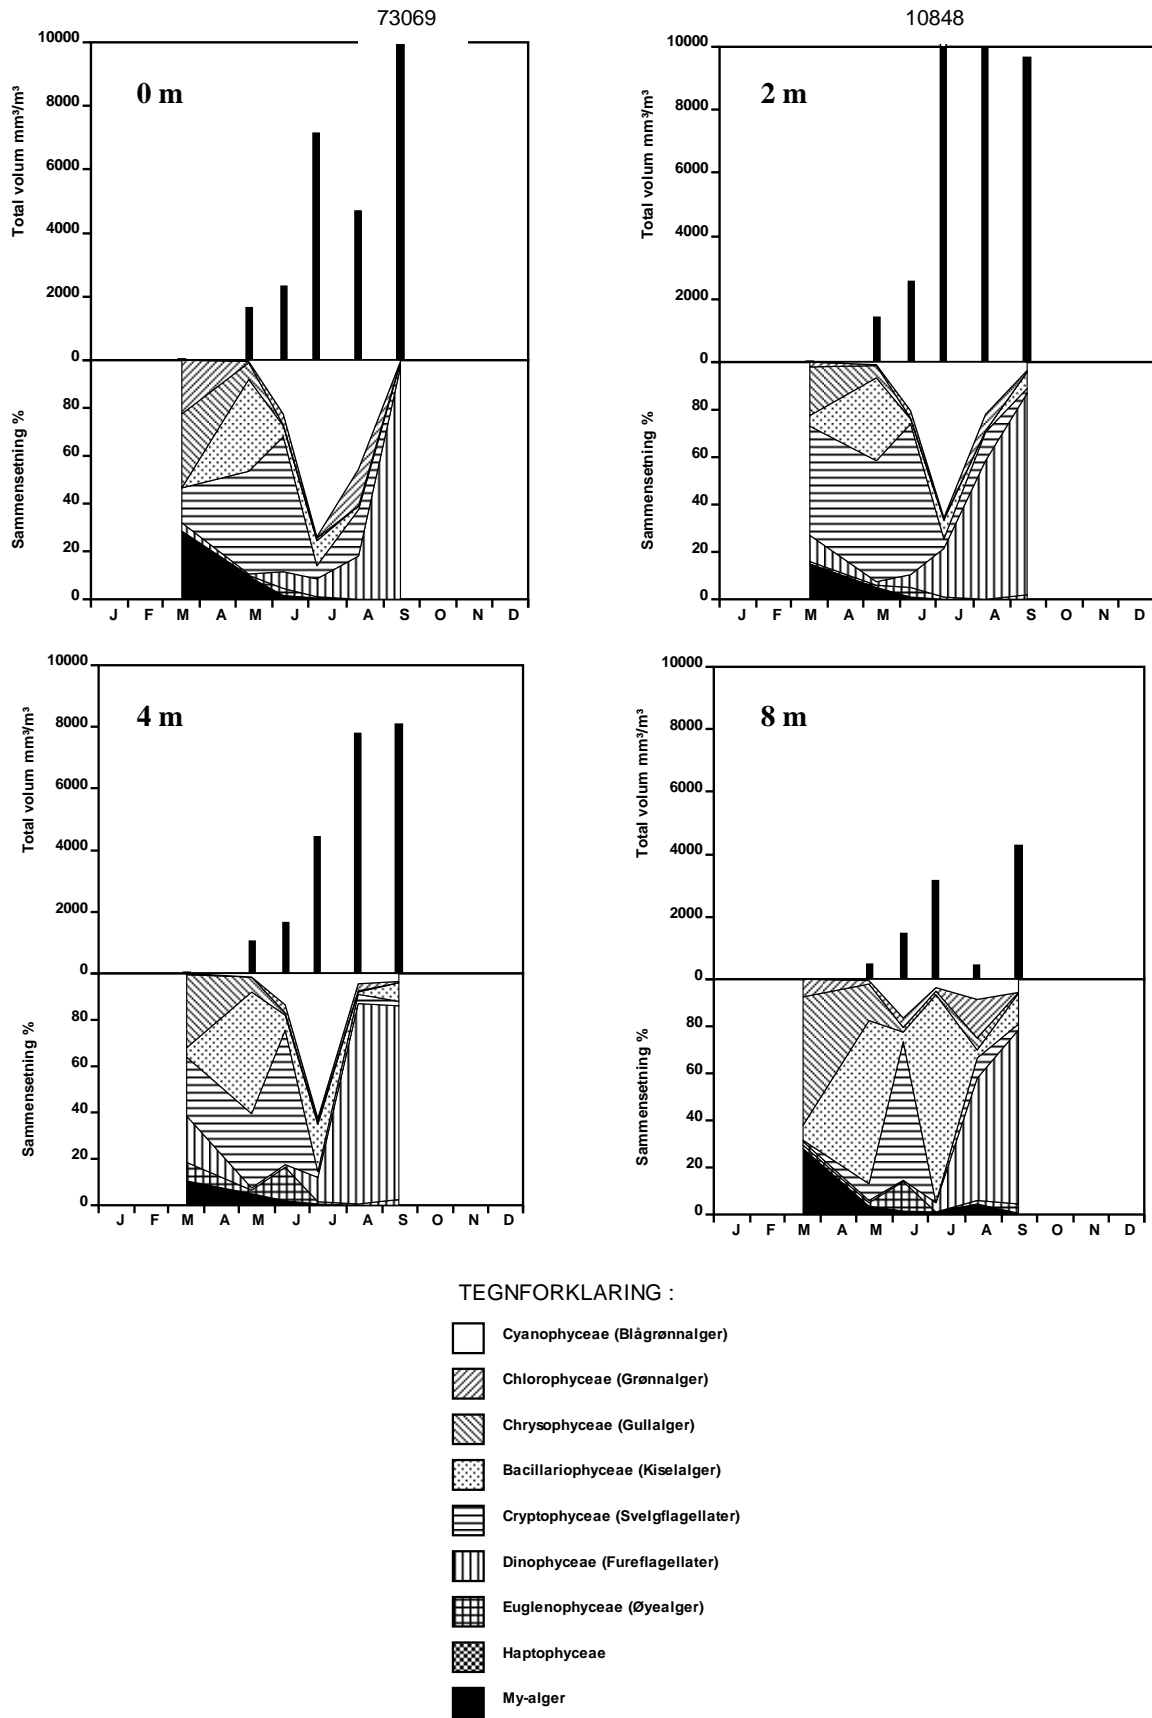 73069
10848
10000
8000
6000
4000
2000
0
Total volum mm³/m³
0 m
80
60
40
20
0
Sammensetning %
J F M A M J J A S O N D
10000
8000
6000
4000
2000
0
Total volum mm³/m³
2 m
80
60
40
20
0
Sammensetning %
J F M A M J J A S O N D
10000
8000
6000
4000
2000
0
Total volum mm³/m³
4 m
80
60
40
20
0
Sammensetning %
J F M A M J J A S O N D
10000
8000
6000
4000
2000
0
Total volum mm³/m³
8 m
80
60
40
20
0
Sammensetning %
J F M A M J J A S O N D
TEGNFORKLARING :
Cyanophyceae (Blågrønnalger)
Chlorophyceae (Grønnalger)
Chrysophyceae (Gullalger)
Bacillariophyceae (Kiselalger)
Cryptophyceae (Svelgflagellater)
Dinophyceae (Fureflagellater)
Euglenophyceae (Øyealger)
Haptophyceae
My-alger